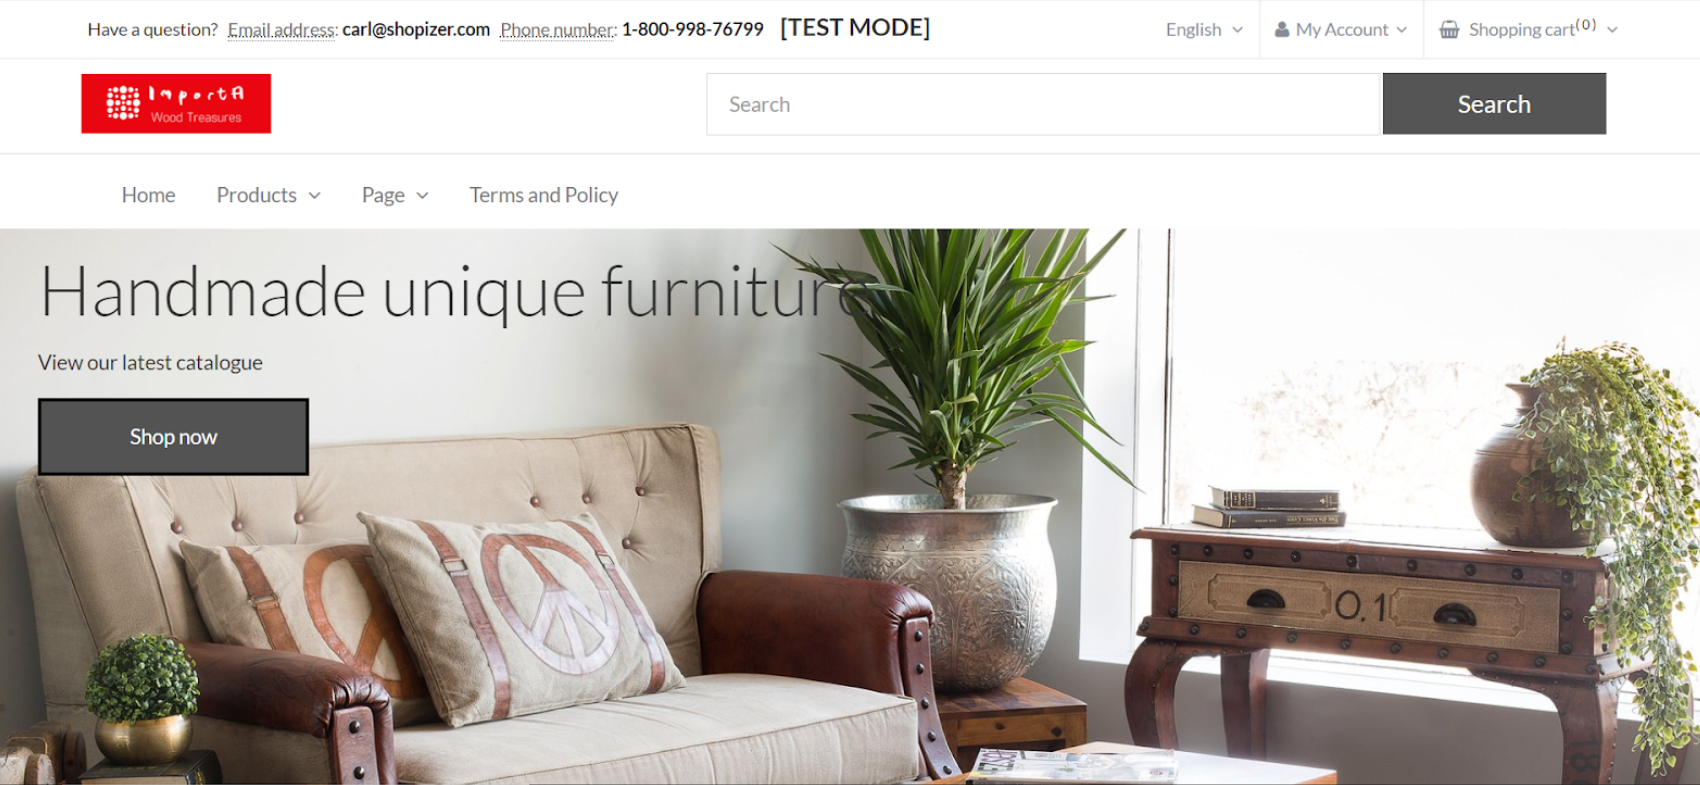 Have a question? Email address: carl@shopizer.com Phone number: 1-800-998-76799 [TEST MODE]
English
My Account
Shopping cart(0)
ImportA
Wood Treasures
Search
Search
Home
Products
Page
Terms and Policy
Handmade unique furniture
View our latest catalogue
Shop now
0.1